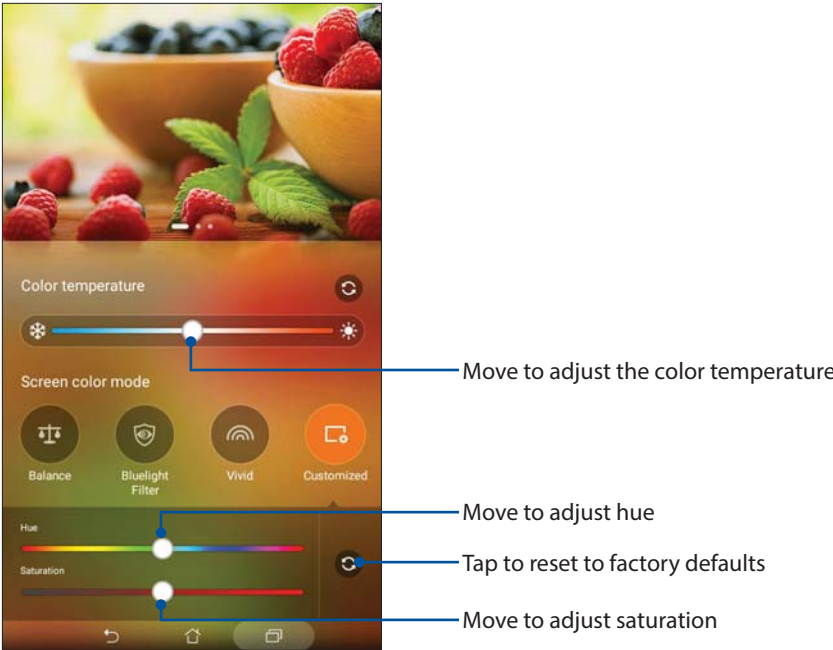 Color temperature
Move to adjust the color temperature
Screen color mode
Balance
Bluelight
Filter
Vivid
Customized
Hue
Move to adjust hue
Tap to reset to factory defaults
Saturation
Move to adjust saturation